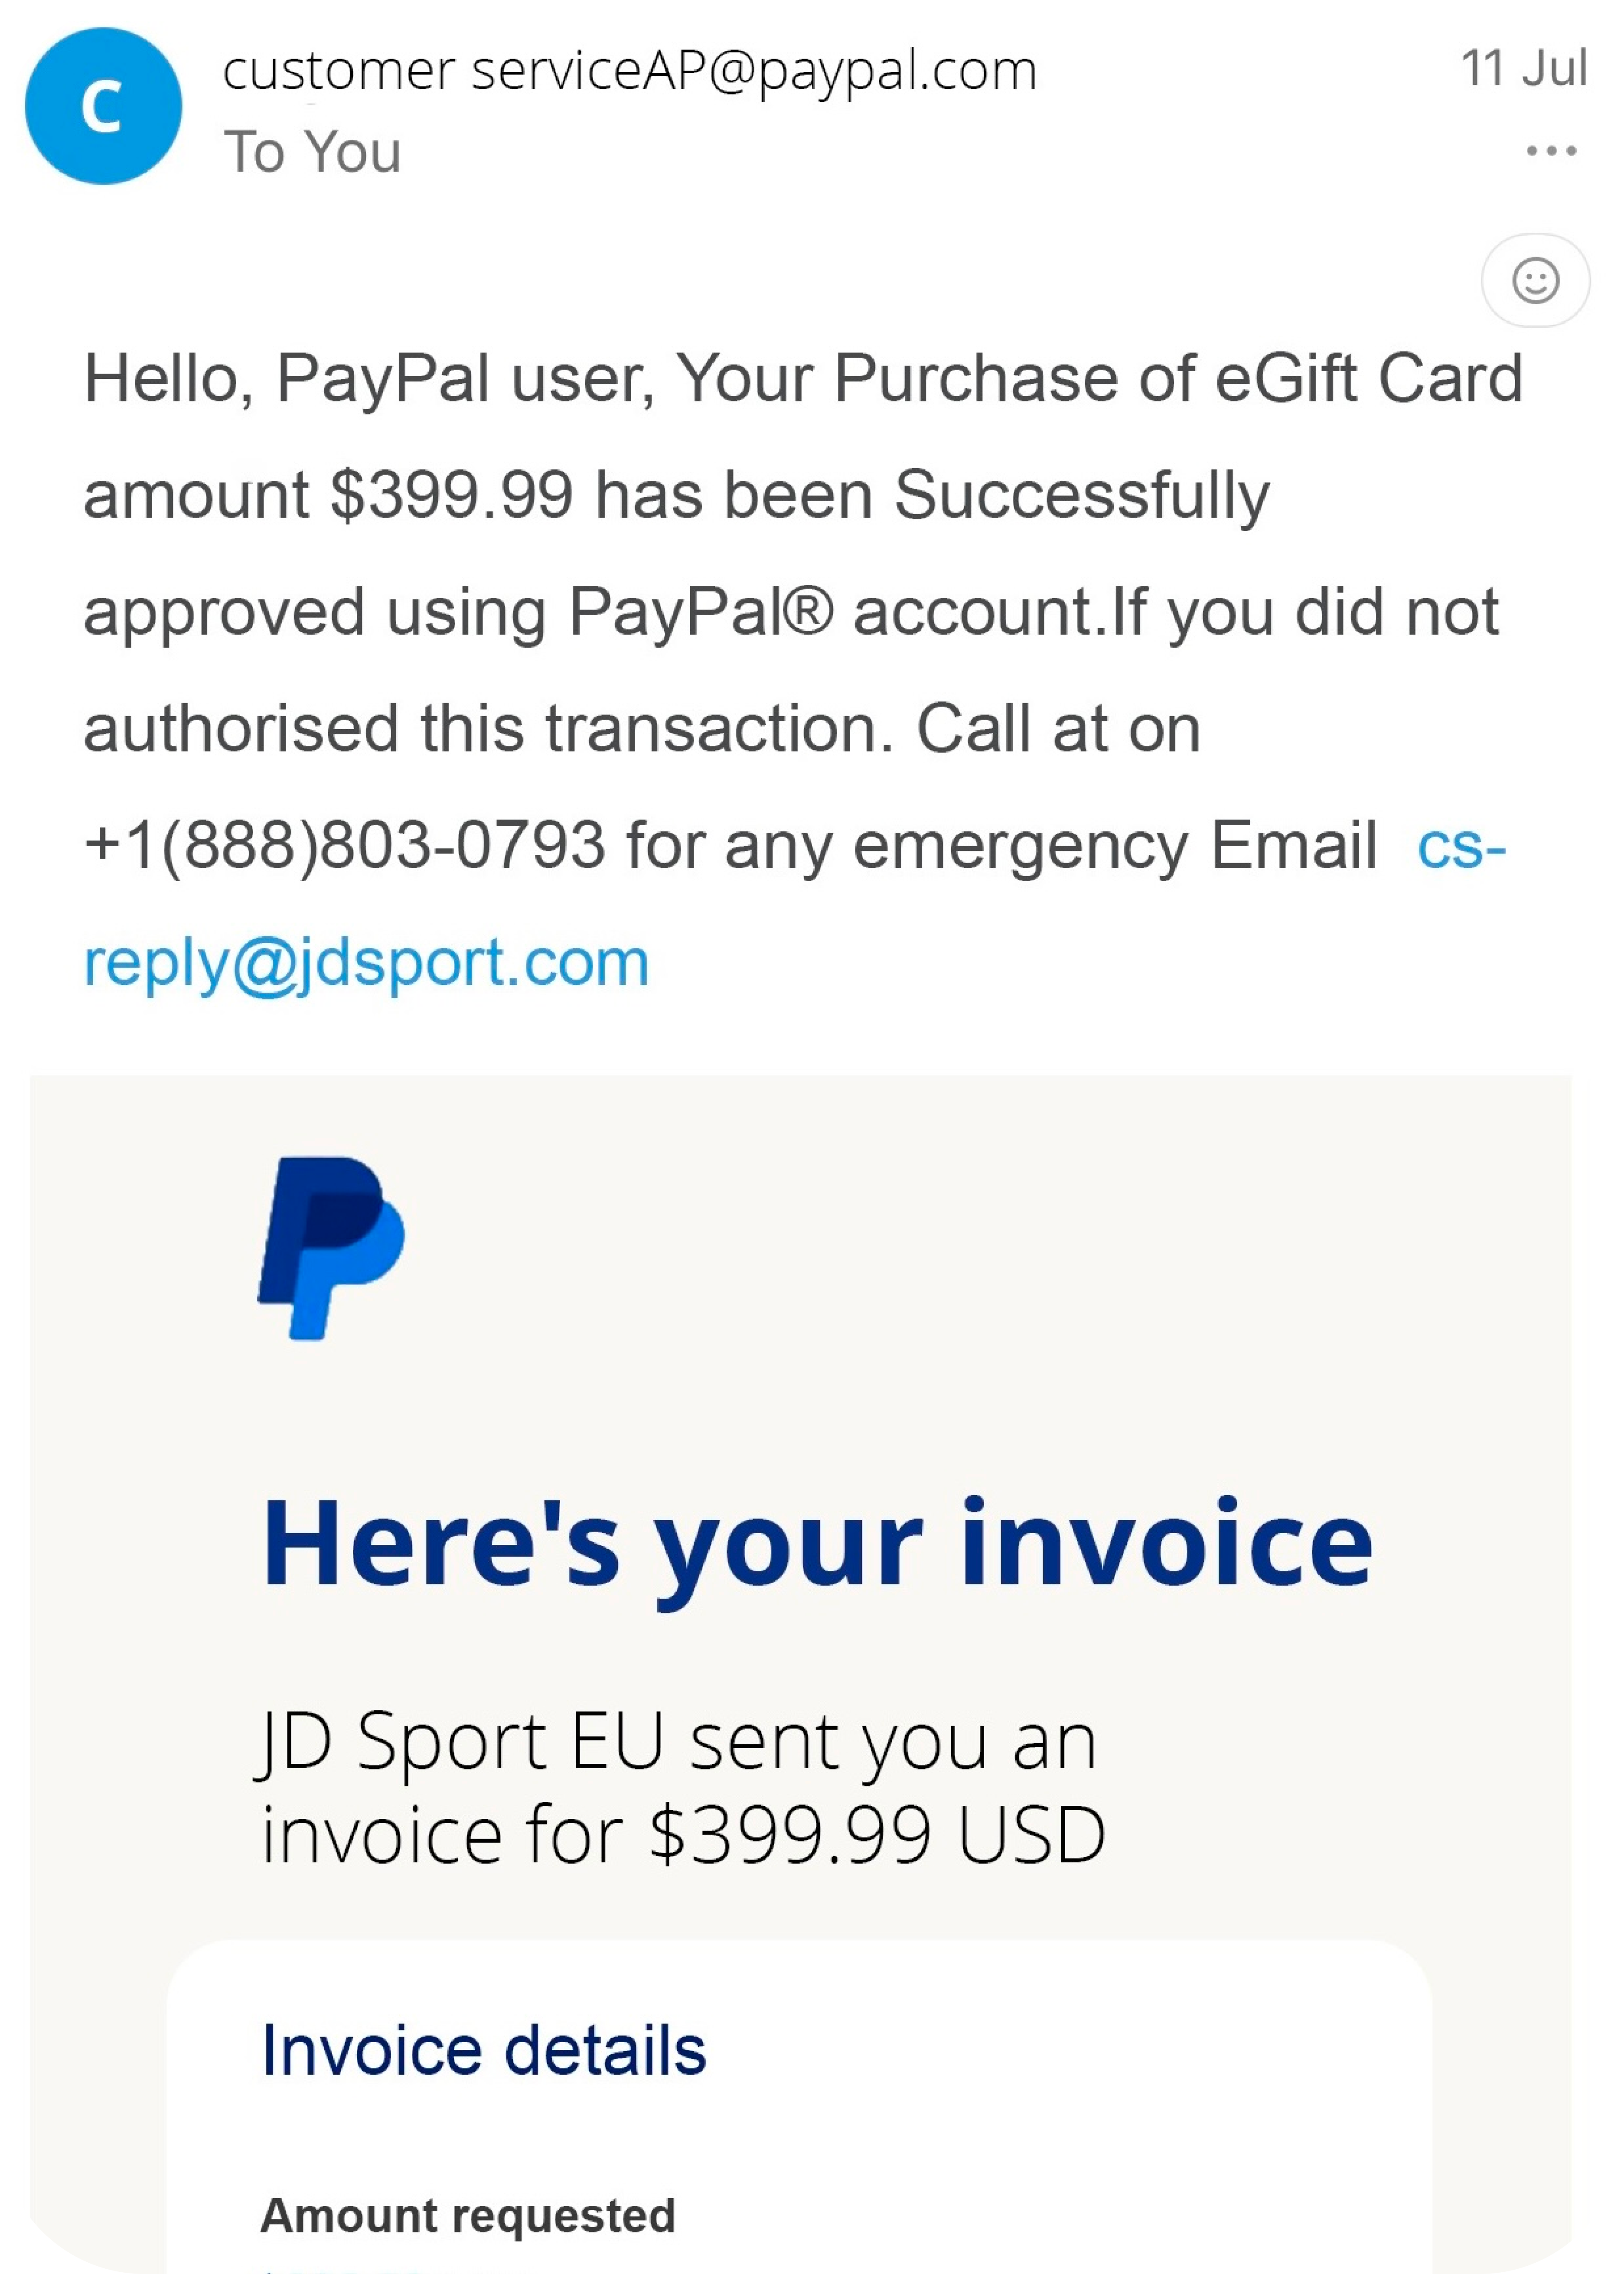 C
customer serviceAP@paypal.com
11 Jul
To You
Hello, PayPal user, Your Purchase of eGift Card
amount $399.99 has been Successfully
approved using PayPal® account.If you did not
authorised this transaction. Call at on
+1(888)803-0793 for any emergency Email cs-
reply@jdsport.com
Here's your invoice
JD Sport EU sent you an
invoice for $399.99 USD
Invoice details
Amount requested